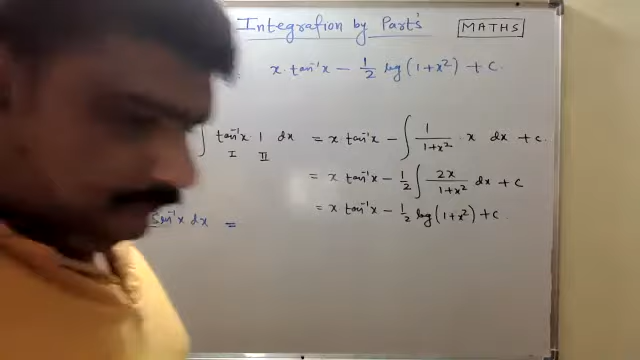 Integration by Parts MATHS
x. tan⁻¹x − 1/2 log(1+x²) + C.
∫ tan⁻¹x. 1 dx = x tan⁻¹x − ∫ 1/(1+x²) · x dx + C.
I II
= x tan⁻¹x − 1/2 ∫ 2x/(1+x²) dx + C
= x tan⁻¹x − 1/2 log(1+x²) + C.
Sin⁻¹x dx =